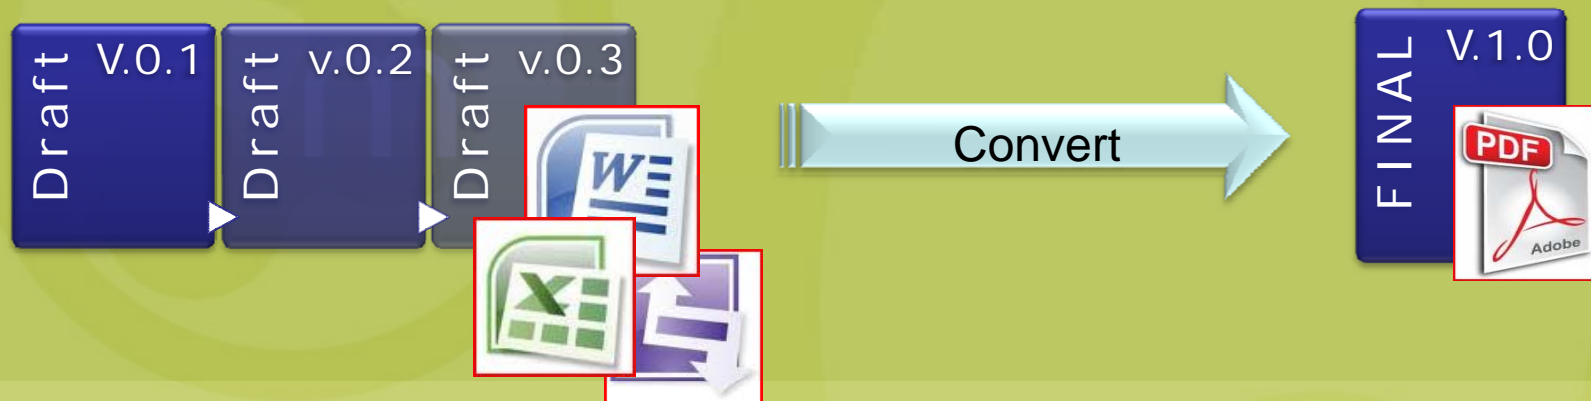 Draft V.0.1
Draft v.0.2
Draft v.0.3
W
X
Convert
FINAL V.1.0
PDF
Adobe